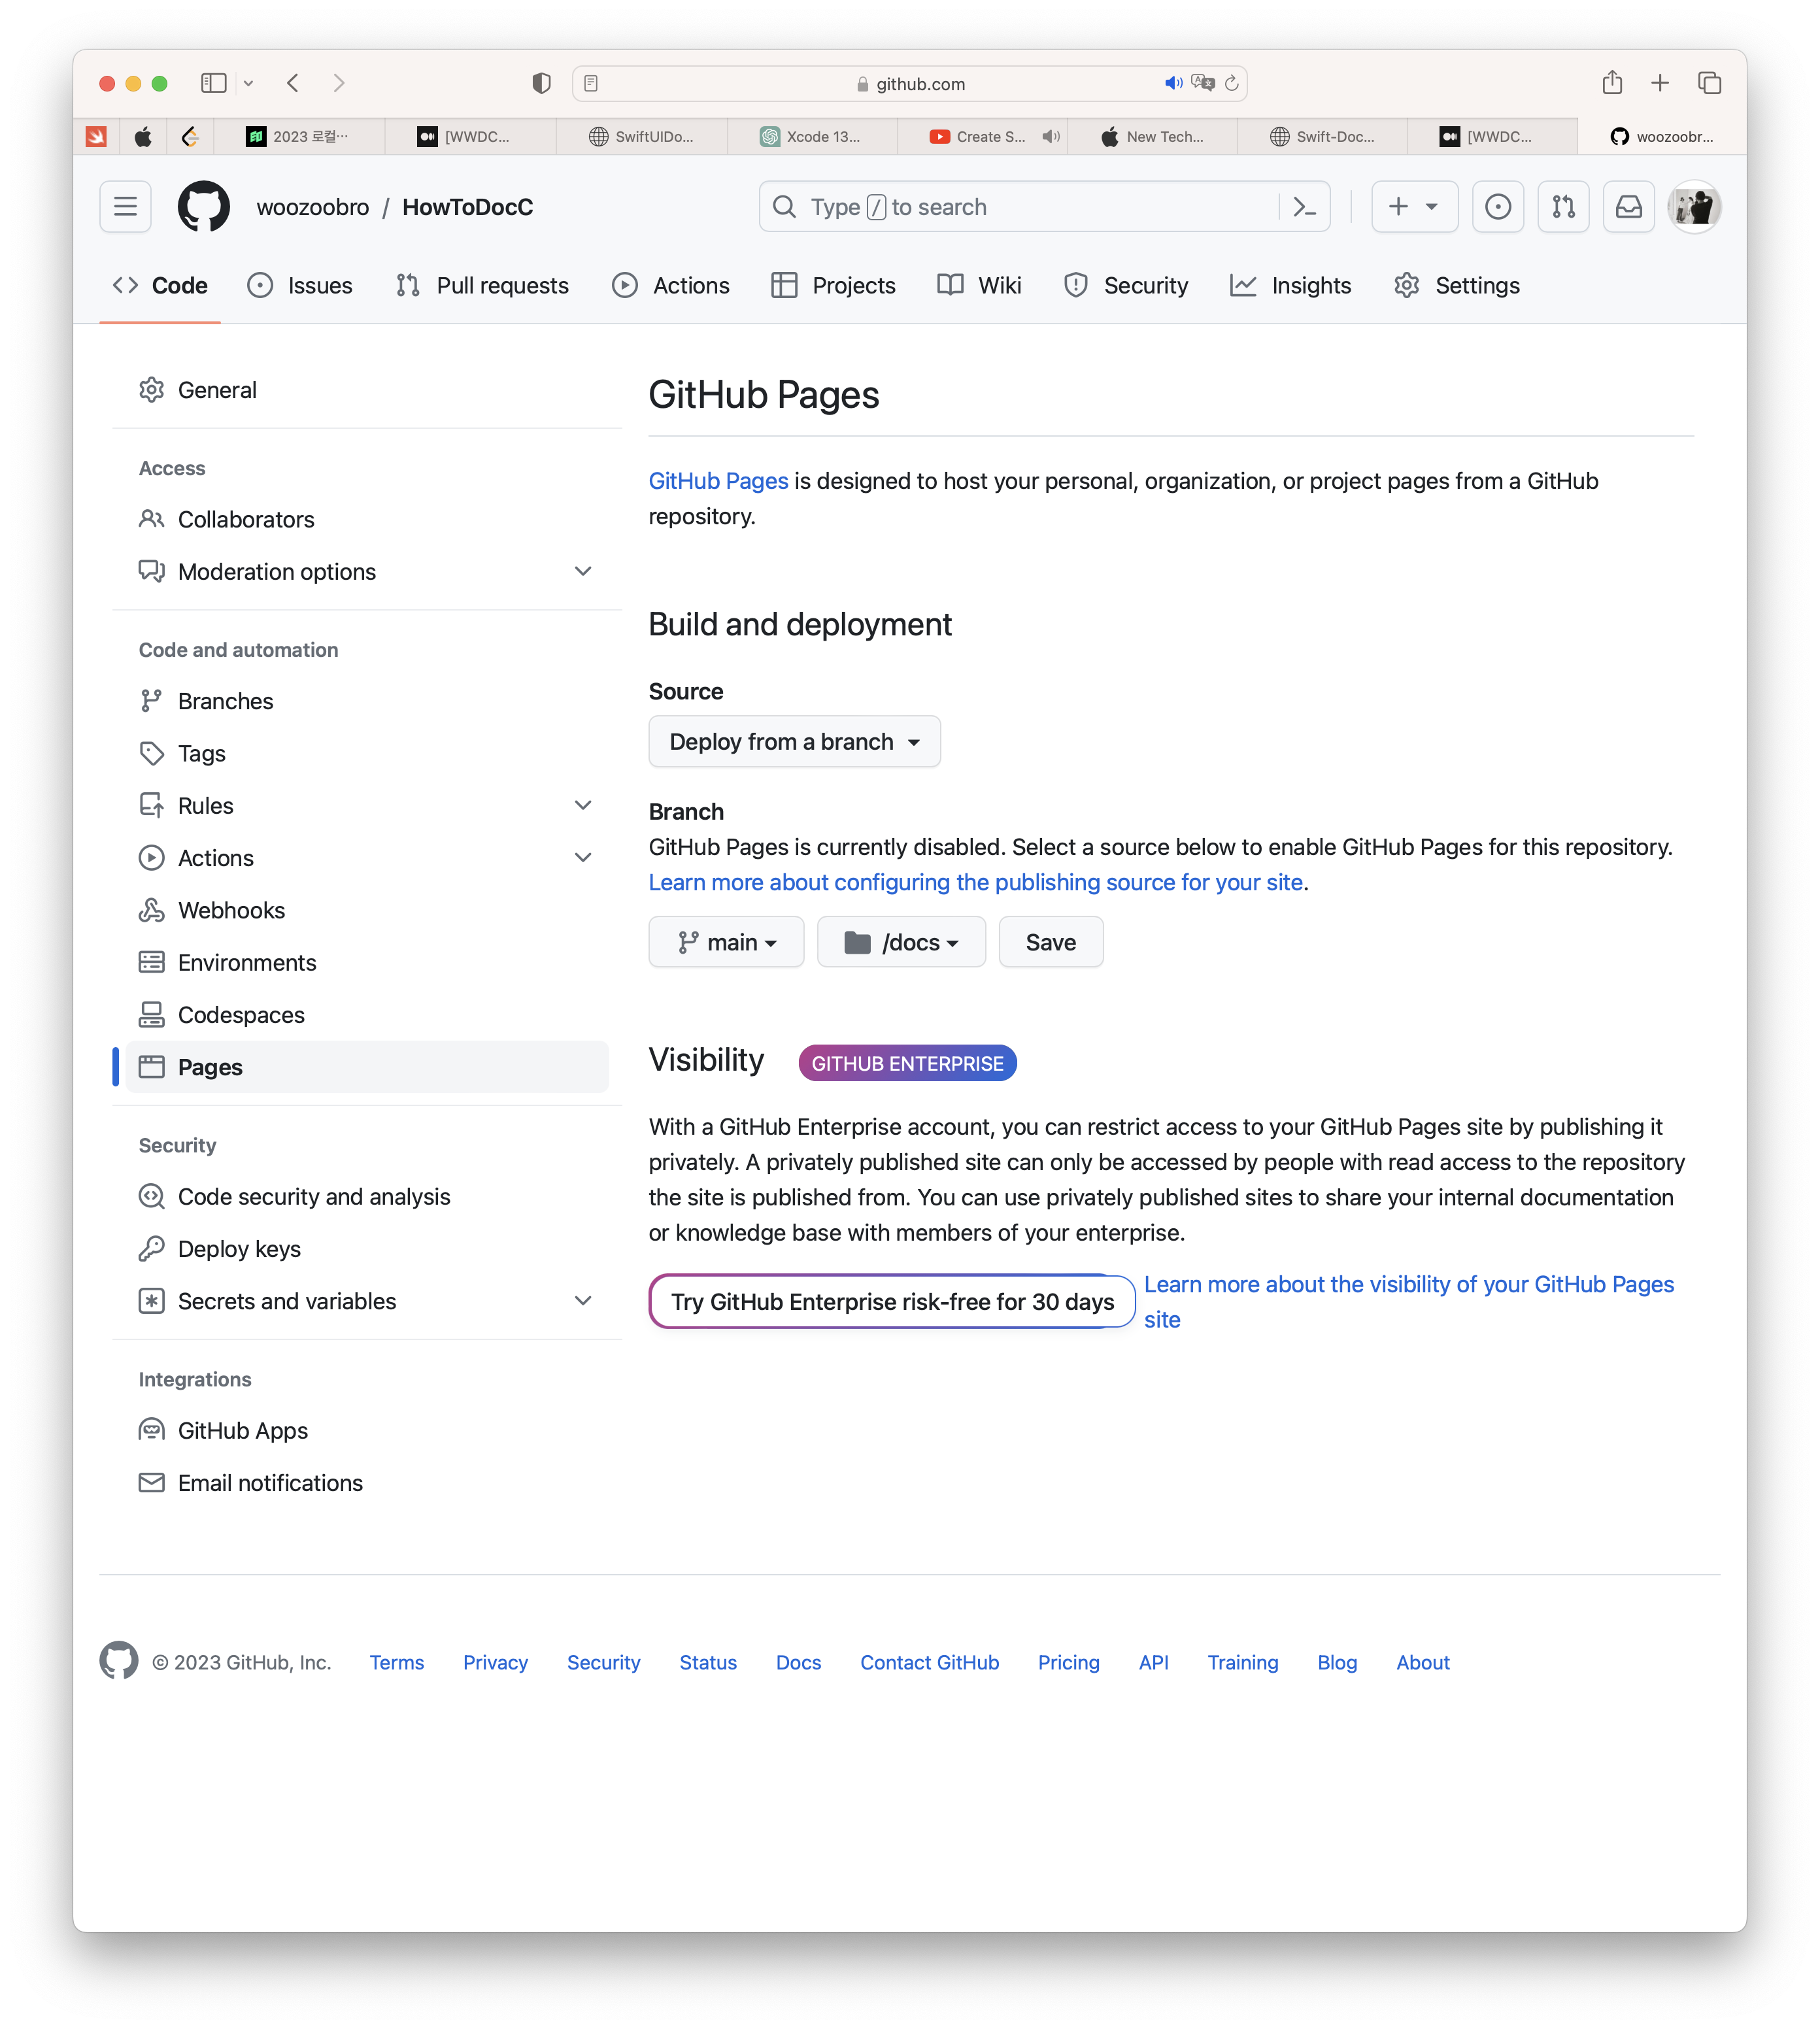 github.com
2023 로컬…
[WWDC...
SwiftUIDo...
Xcode 13...
Create S...
New Tech...
Swift-Doc...
[WWDC...
woozoobr...
woozoobro / HowToDocC
Type / to search
Code
Issues
Pull requests
Actions
Projects
Wiki
Security
Insights
Settings
General
Access
Collaborators
Moderation options
Code and automation
Branches
Tags
Rules
Actions
Webhooks
Environments
Codespaces
Pages
Security
Code security and analysis
Deploy keys
Secrets and variables
Integrations
GitHub Apps
Email notifications
GitHub Pages
GitHub Pages is designed to host your personal, organization, or project pages from a GitHub
repository.
Build and deployment
Source
Deploy from a branch
Branch
GitHub Pages is currently disabled. Select a source below to enable GitHub Pages for this repository.
Learn more about configuring the publishing source for your site.
main
/docs
Save
Visibility
GITHUB ENTERPRISE
With a GitHub Enterprise account, you can restrict access to your GitHub Pages site by publishing it
privately. A privately published site can only be accessed by people with read access to the repository
the site is published from. You can use privately published sites to share your internal documentation
or knowledge base with members of your enterprise.
Try GitHub Enterprise risk-free for 30 days
Learn more about the visibility of your GitHub Pages
site
© 2023 GitHub, Inc.
Terms
Privacy
Security
Status
Docs
Contact GitHub
Pricing
API
Training
Blog
About